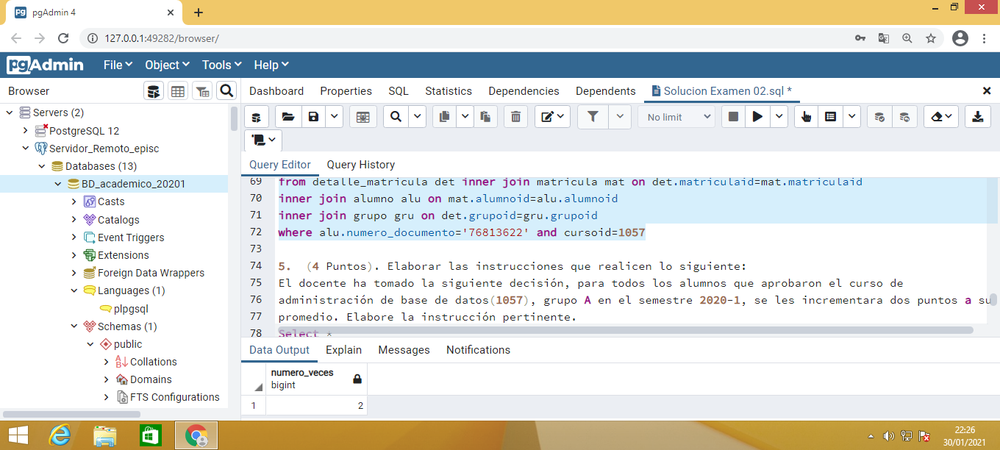 pgAdmin 4
127.0.0.1:49282/browser/
pgAdmin File Object Tools Help
Browser
Dashboard Properties SQL Statistics Dependencies Dependents Solucion Examen 02.sql *
Servers (2)
PostgreSQL 12
Servidor_Remoto_episc
Databases (13)
BD_academico_20201
Casts
Catalogs
Event Triggers
Extensions
Foreign Data Wrappers
Languages (1)
plpgsql
Schemas (1)
public
Collations
Domains
FTS Configurations
No limit
Query Editor Query History
69 from detalle_matricula det inner join matricula mat on det.matriculaid=mat.matriculaid
70 inner join alumno alu on mat.alumnoid=alu.alumnoid
71 inner join grupo gru on det.grupoid=gru.grupoid
72 where alu.numero_documento='76813622' and cursoid=1057
73
74 5. (4 Puntos). Elaborar las instrucciones que realicen lo siguiente:
75 El docente ha tomado la siguiente decisión, para todos los alumnos que aprobaron el curso de
76 administración de base de datos(1057), grupo A en el semestre 2020-1, se les incrementara dos puntos a su
77 promedio. Elabore la instrucción pertinente.
78 Select *
Data Output Explain Messages Notifications
numero_veces
bigint
1 2
22:26
30/01/2021